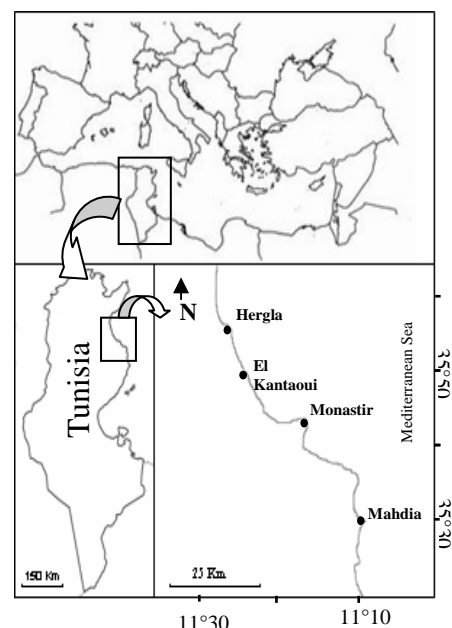 N
Hergla
El
Kantaoui
Monastir
Mahdia
Mediterranean Sea
Tunisia
35°50
35°30
150 Km
25 Km.
11°30
11°10